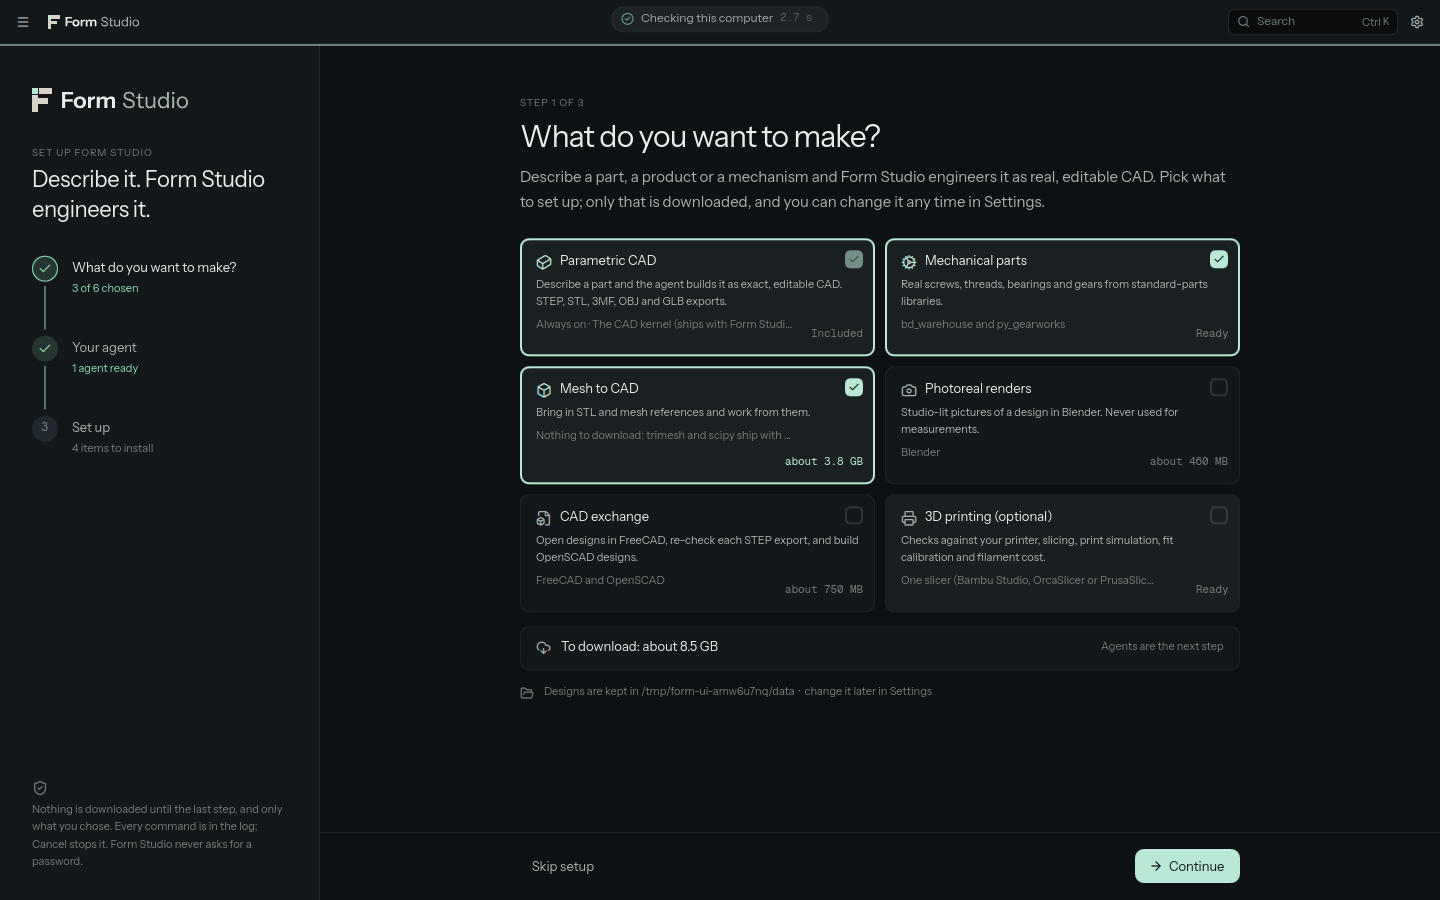 Form Studio
Checking this computer 2.7 s
Search Ctrl K
Form Studio
SET UP FORM STUDIO
Describe it. Form Studio
engineers it.
What do you want to make?
3 of 6 chosen
Your agent
1 agent ready
3 Set up
4 items to install
Nothing is downloaded until the last step, and only
what you chose. Every command is in the log;
Cancel stops it. Form Studio never asks for a
password.
STEP 1 OF 3
What do you want to make?
Describe a part, a product or a mechanism and Form Studio engineers it as real, editable CAD. Pick what
to set up; only that is downloaded, and you can change it any time in Settings.
Parametric CAD
Describe a part and the agent builds it as exact, editable CAD.
STEP, STL, 3MF, OBJ and GLB exports.
Always on · The CAD kernel (ships with Form Studi...
Included
Mechanical parts
Real screws, threads, bearings and gears from standard-parts
libraries.
bd_warehouse and py_gearworks
Ready
Mesh to CAD
Bring in STL and mesh references and work from them.
Nothing to download: trimesh and scipy ship with ...
about 3.8 GB
Photoreal renders
Studio-lit pictures of a design in Blender. Never used for
measurements.
Blender
about 460 MB
CAD exchange
Open designs in FreeCAD, re-check each STEP export, and build
OpenSCAD designs.
FreeCAD and OpenSCAD
about 750 MB
3D printing (optional)
Checks against your printer, slicing, print simulation, fit
calibration and filament cost.
One slicer (Bambu Studio, OrcaSlicer or PrusaSlic...
Ready
To download: about 8.5 GB
Agents are the next step
Designs are kept in /tmp/form-ui-amw6u7nq/data · change it later in Settings
Skip setup
Continue